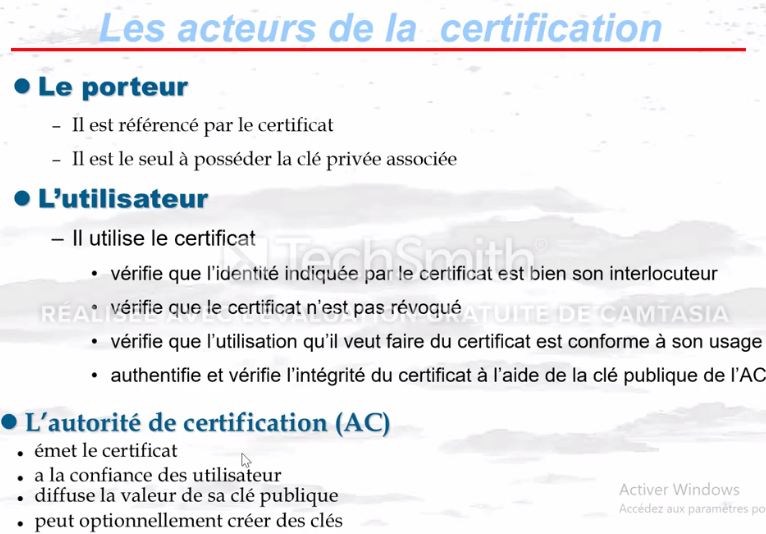 Les acteurs de la certification
Le porteur
– Il est référencé par le certificat
– Il est le seul à posséder la clé privée associée
L’utilisateur
– Il utilise le certificat
• vérifie que l’identité indiquée par le certificat est bien son interlocuteur
TechSmith®
• vérifie que le certificat n’est pas révoqué
RÉALISÉE AVEC L'ÉVALUATION GRATUITE DE CAMTASIA
• vérifie que l’utilisation qu’il veut faire du certificat est conforme à son usage
• authentifie et vérifie l’intégrité du certificat à l’aide de la clé publique de l’AC
L’autorité de certification (AC)
• émet le certificat
• a la confiance des utilisateur
• diffuse la valeur de sa clé publique
• peut optionnellement créer des clés
Activer Windows
Accédez aux paramètres po